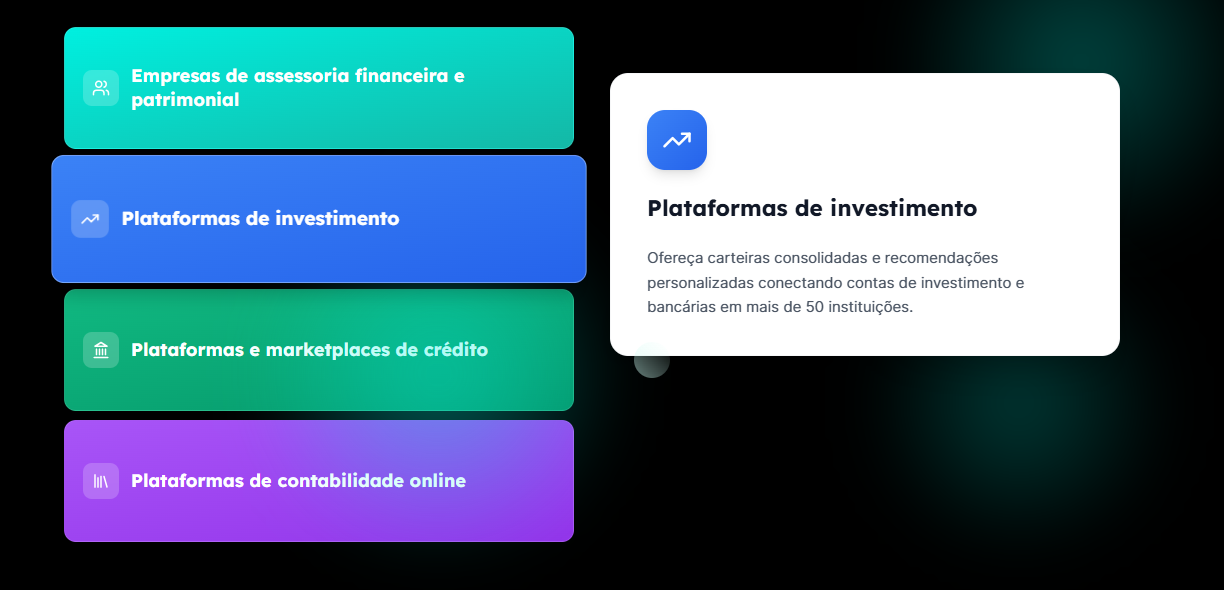 Empresas de assessoria financeira e
patrimonial
Plataformas de investimento
Plataformas e marketplaces de crédito
Plataformas de contabilidade online
Plataformas de investimento
Ofereça carteiras consolidadas e recomendações
personalizadas conectando contas de investimento e
bancárias em mais de 50 instituições.